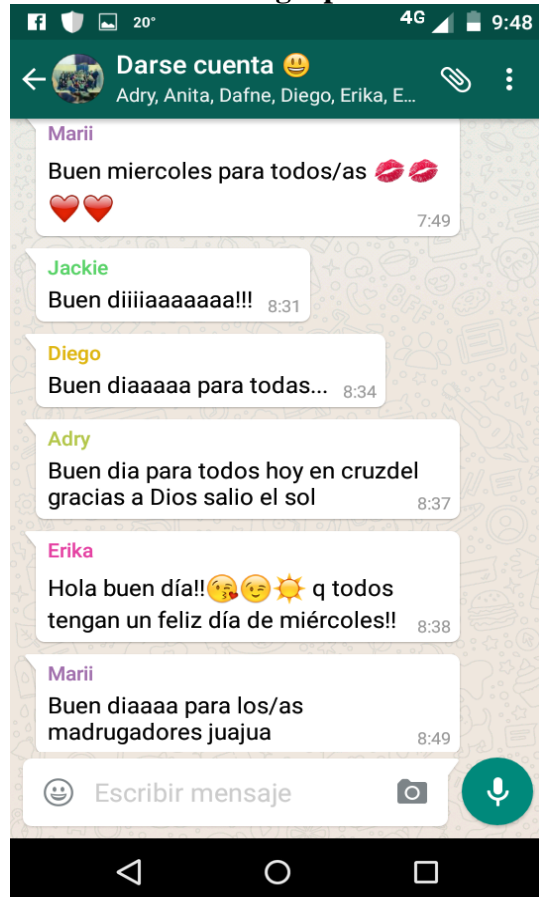 20° 4G 9:48
Darse cuenta 😃
Adry, Anita, Dafne, Diego, Erika, E...
Marii
Buen miercoles para todos/as 💋💋
❤️❤️ 7:49
Jackie
Buen diiiiaaaaaaa!!! 8:31
Diego
Buen diaaaaa para todas... 8:34
Adry
Buen dia para todos hoy en cruzdel
gracias a Dios salio el sol 8:37
Erika
Hola buen día!!😘😉☀️ q todos
tengan un feliz día de miércoles!! 8:38
Marii
Buen diaaaa para los/as
madrugadores juajua 8:49
Escribir mensaje